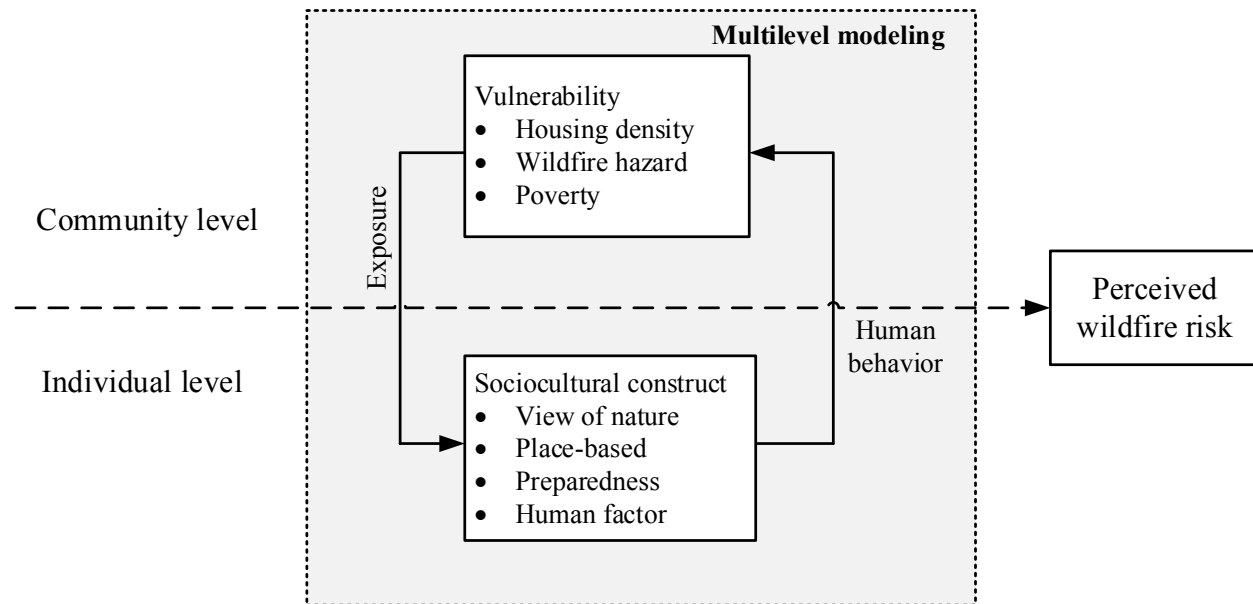 Multilevel modeling
Vulnerability
• Housing density
• Wildfire hazard
• Poverty
Community level
Exposure
Perceived
wildfire risk
Human
behavior
Individual level
Sociocultural construct
• View of nature
• Place-based
• Preparedness
• Human factor